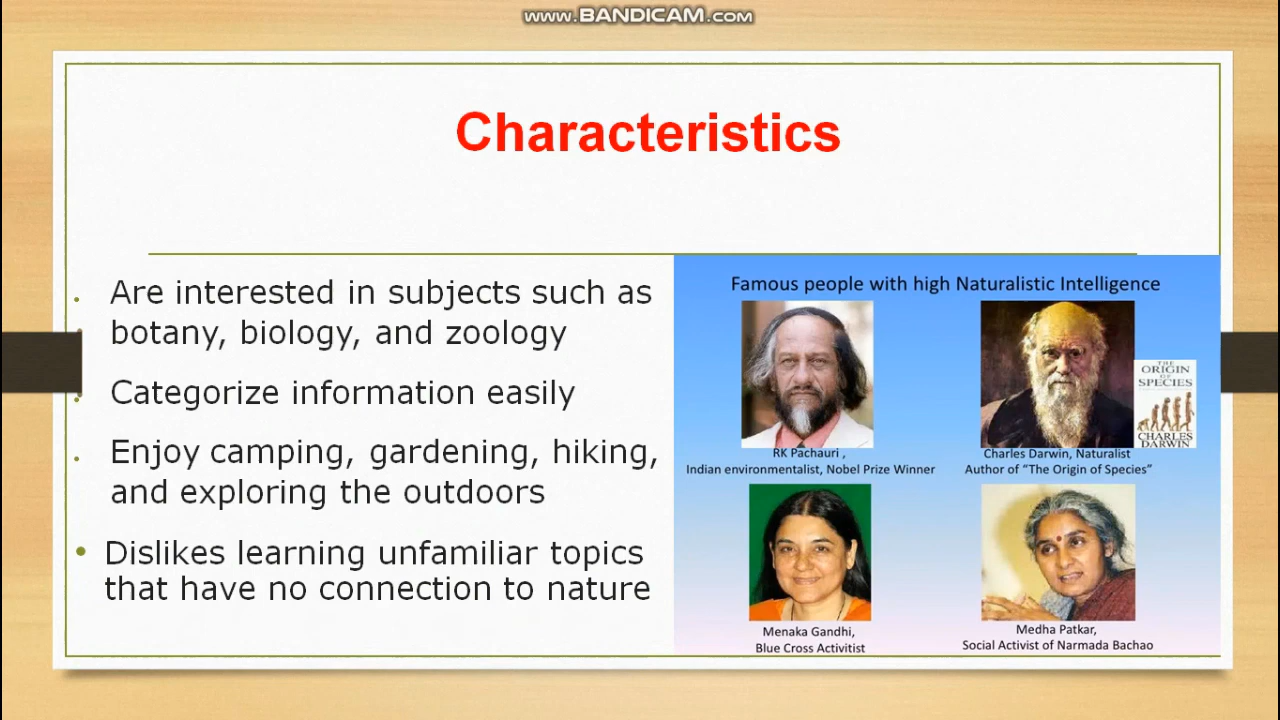 www.BANDICAM.com
Characteristics
Are interested in subjects such as
botany, biology, and zoology
Categorize information easily
Enjoy camping, gardening, hiking,
and exploring the outdoors
Dislikes learning unfamiliar topics
that have no connection to nature
Famous people with high Naturalistic Intelligence
THE
ORIGIN
OF
SPECIES
CHARLES
DARWIN
RK Pachauri ,
Indian environmentalist, Nobel Prize Winner
Charles Darwin, Naturalist
Author of “The Origin of Species”
Menaka Gandhi,
Blue Cross Activitist
Medha Patkar,
Social Activist of Narmada Bachao